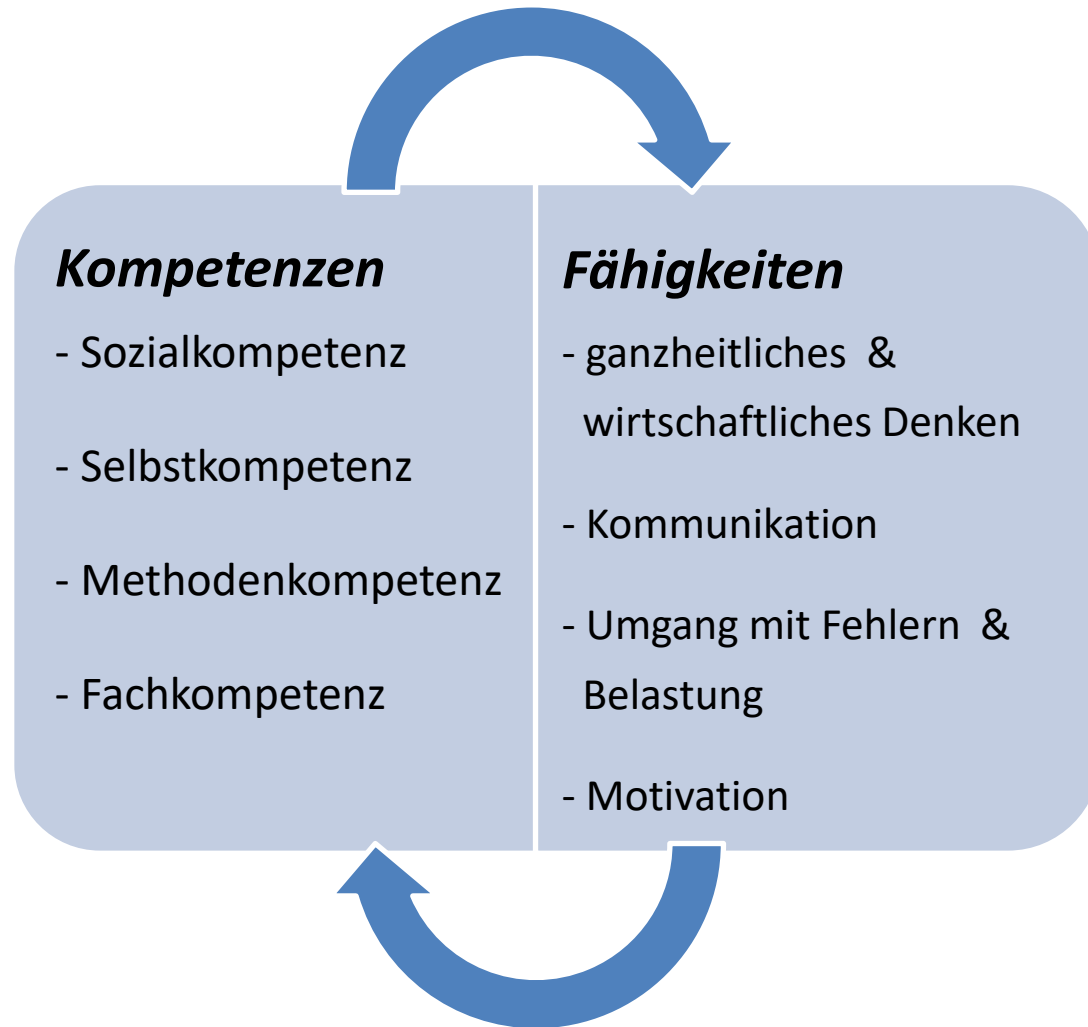 Kompetenzen
- Sozialkompetenz
- Selbstkompetenz
- Methodenkompetenz
- Fachkompetenz
Fähigkeiten
- ganzheitliches &
wirtschaftliches Denken
- Kommunikation
- Umgang mit Fehlern &
Belastung
- Motivation